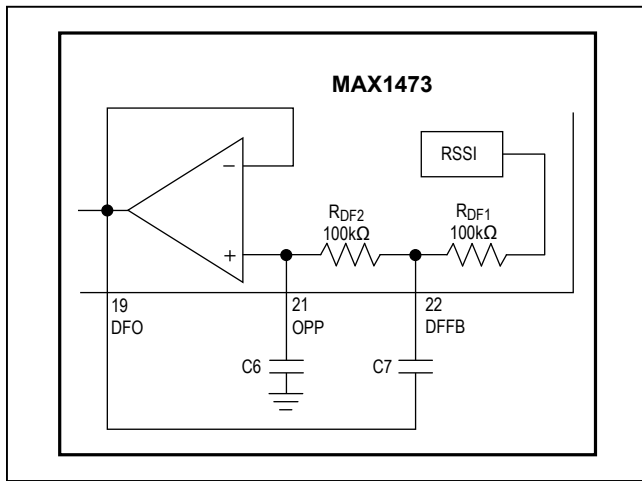 MAX1473
RSSI
RDF2
100kΩ
RDF1
100kΩ
−
+
19
DFO
21
OPP
22
DFFB
C6
C7